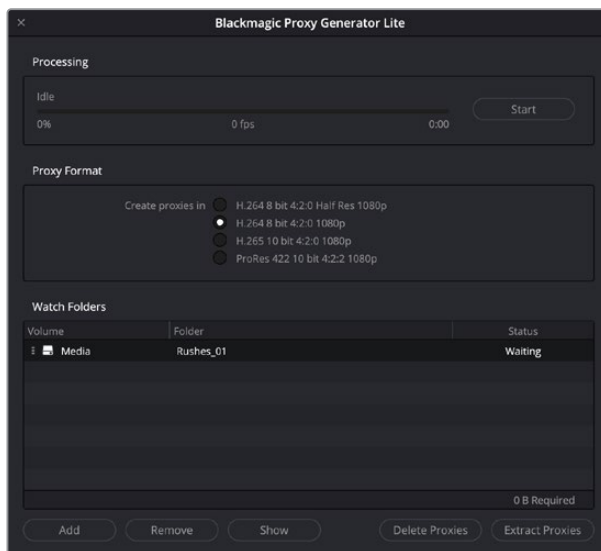 Blackmagic Proxy Generator Lite
Processing
Idle
Start
0% 0 fps 0:00
Proxy Format
Create proxies in H.264 8 bit 4:2:0 Half Res 1080p
H.264 8 bit 4:2:0 1080p
H.265 10 bit 4:2:0 1080p
ProRes 422 10 bit 4:2:2 1080p
Watch Folders
Volume Folder Status
Media Rushes_01 Waiting
0 B Required
Add Remove Show Delete Proxies Extract Proxies